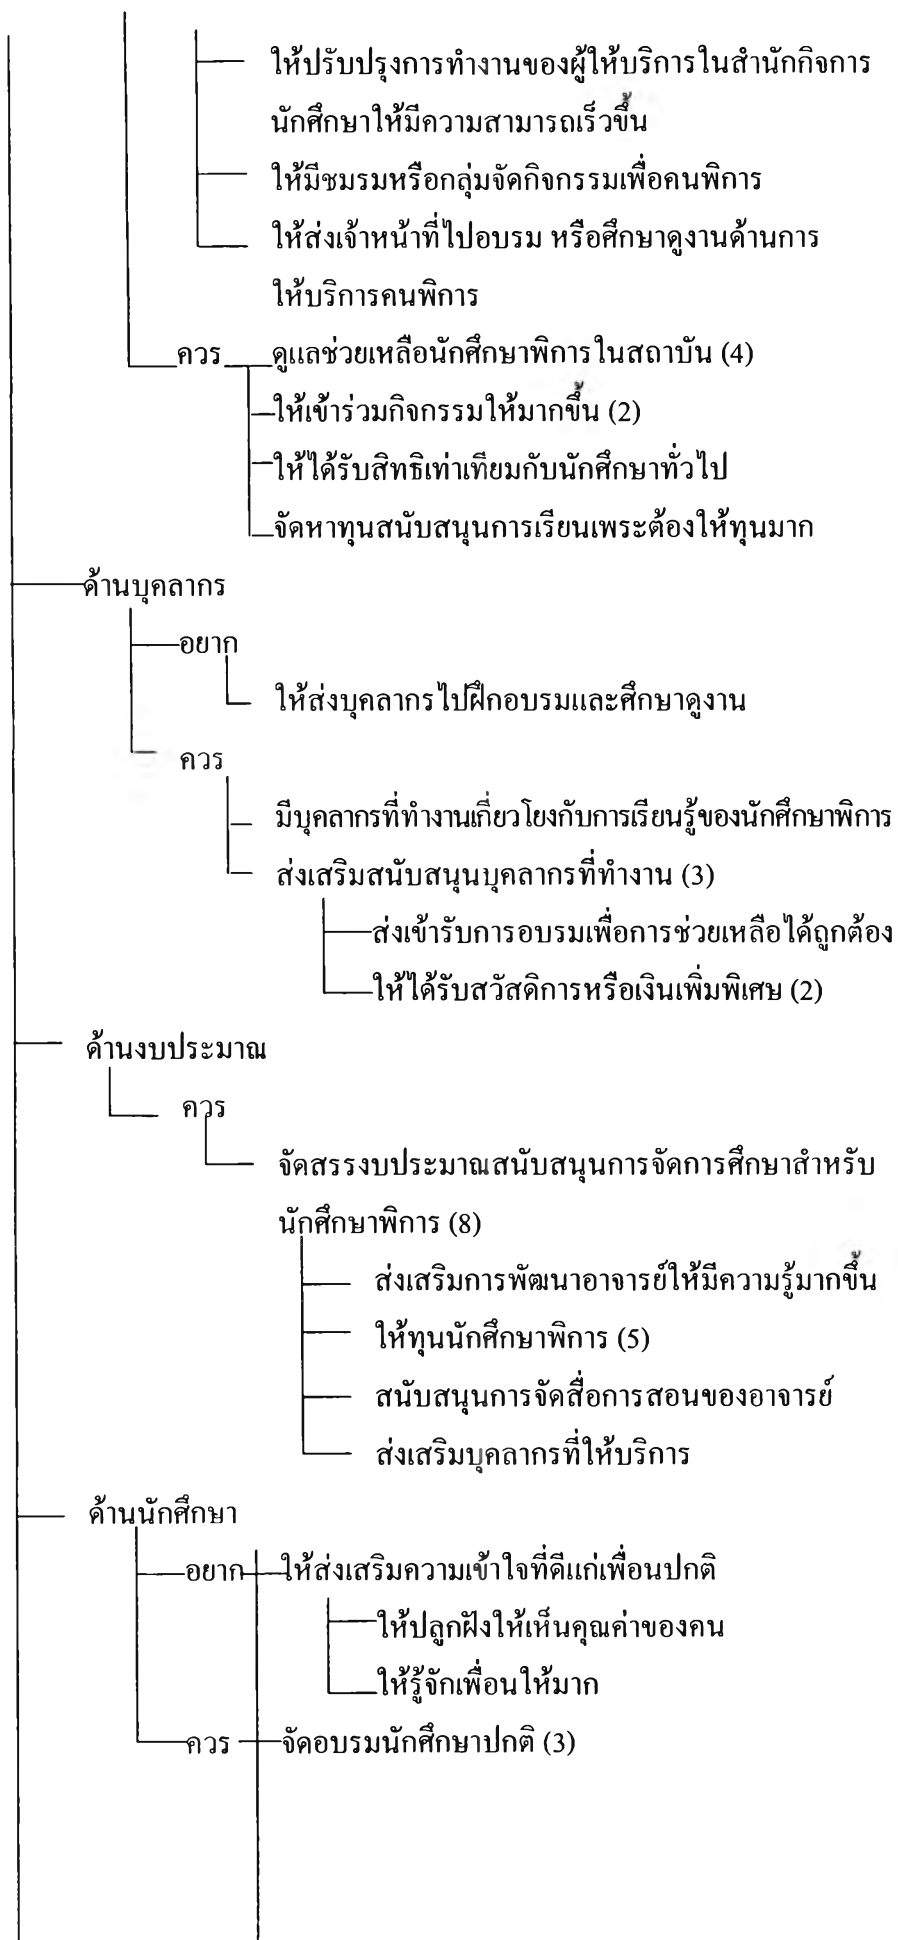 ให้ปรับปรุงการทำงานของผู้ให้บริการในสำนักกิจการ
นักศึกษาให้มีความสามารถเร็วขึ้น
ให้มีชมรมหรือกลุ่มจัดกิจกรรมเพื่อคนพิการ
ให้ส่งเจ้าหน้าที่ไปอบรม หรือศึกษาดูงานด้านการ
ให้บริการคนพิการ
ควร ดูแลช่วยเหลือนักศึกษาพิการในสถาบัน (4)
ให้เข้าร่วมกิจกรรมให้มากขึ้น (2)
ให้ได้รับสิทธิเท่าเทียมกับนักศึกษาทั่วไป
จัดหาทุนสนับสนุนการเรียนเพระต้องให้ทุนมาก
ด้านบุคลากร
อยาก
ให้ส่งบุคลากรไปฝึกอบรมและศึกษาดูงาน
ควร
มีบุคลากรที่ทำงานเกี่ยวโยงกับการเรียนรู้ของนักศึกษาพิการ
ส่งเสริมสนับสนุนบุคลากรที่ทำงาน (3)
ส่งเข้ารับการอบรมเพื่อการช่วยเหลือได้ถูกต้อง
ให้ได้รับสวัสดิการหรือเงินเพิ่มพิเศษ (2)
ด้านงบประมาณ
ควร
จัดสรรงบประมาณสนับสนุนการจัดการศึกษาสำหรับ
นักศึกษาพิการ (8)
ส่งเสริมการพัฒนาอาจารย์ให้มีความรู้มากขึ้น
ให้ทุนนักศึกษาพิการ (5)
สนับสนุนการจัดสื่อการสอนของอาจารย์
ส่งเสริมบุคลากรที่ให้บริการ
ด้านนักศึกษา
อยาก ให้ส่งเสริมความเข้าใจที่ดีแก่เพื่อนปกติ
ให้ปลูกฝังให้เห็นคุณค่าของคน
ให้รู้จักเพื่อนให้มาก
ควร จัดอบรมนักศึกษาปกติ (3)